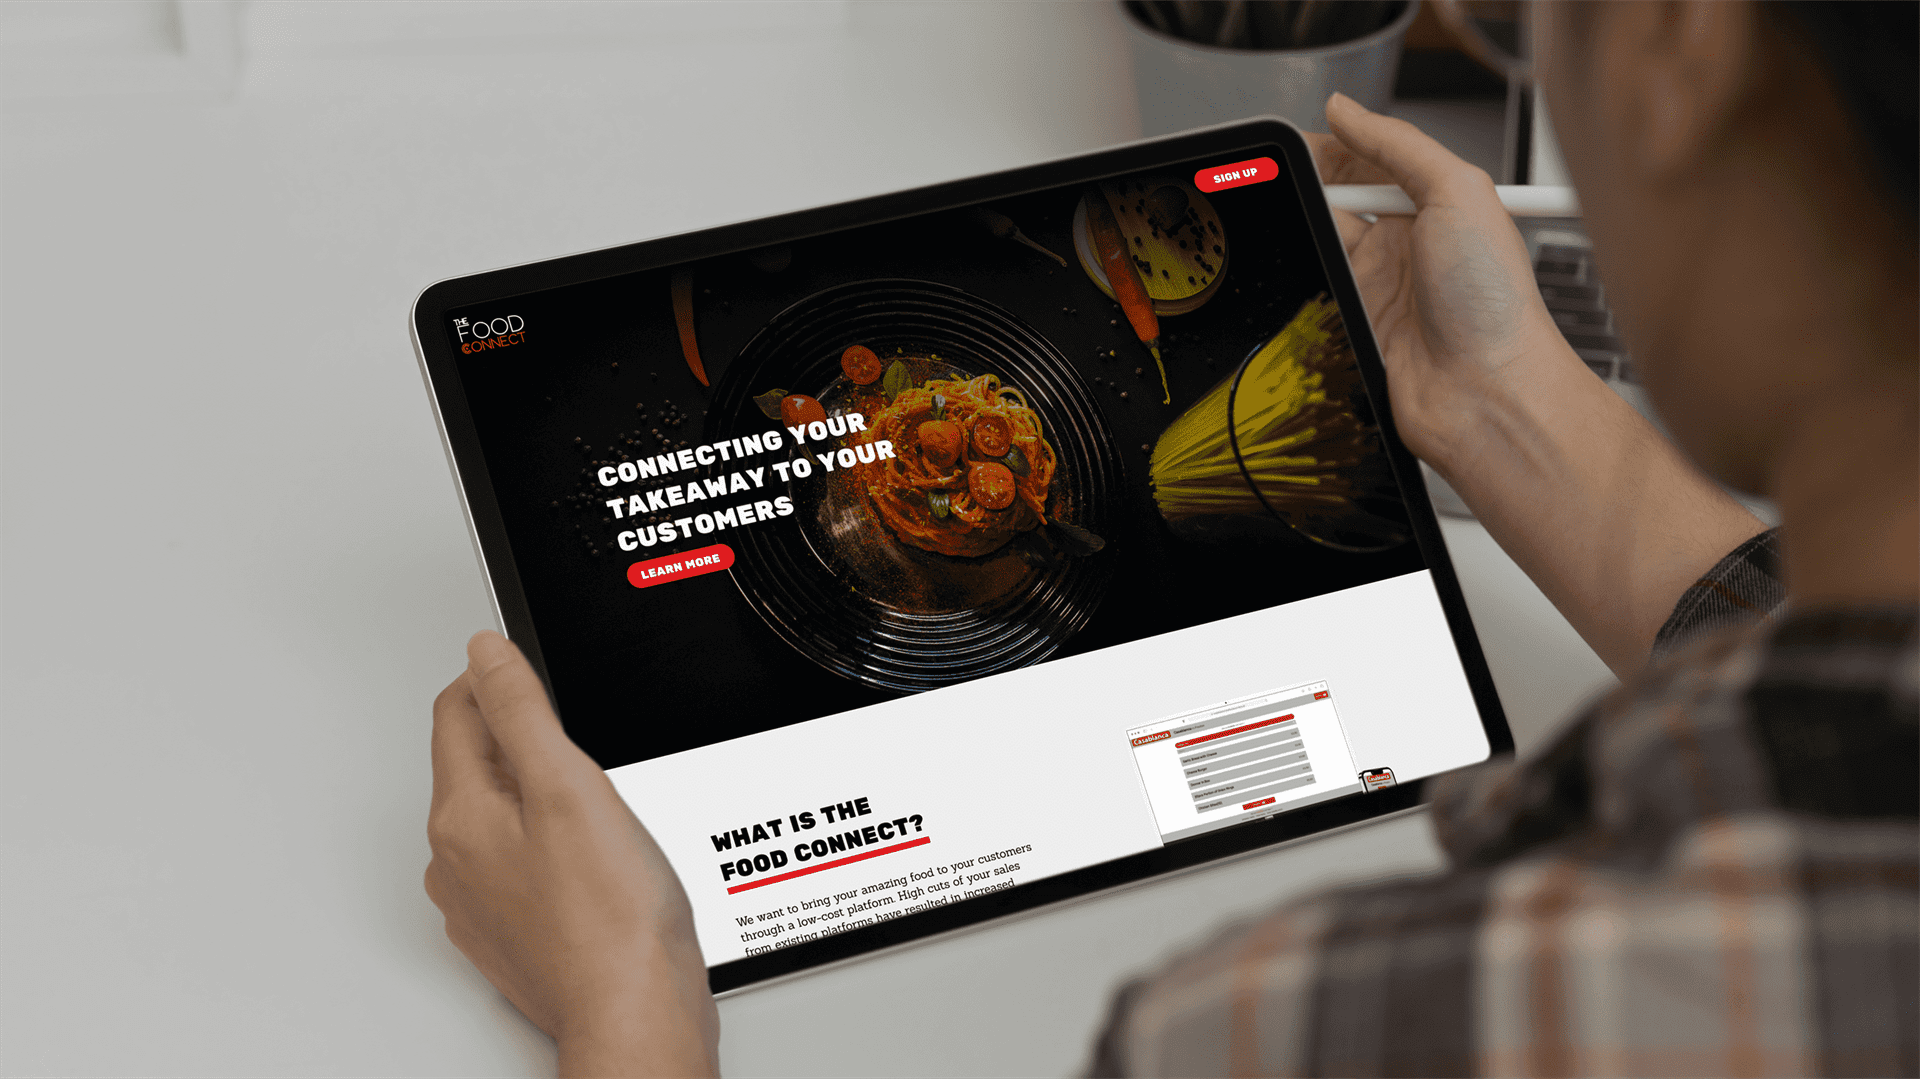 SIGN UP
THE
FOOD
CONNECT
CONNECTING YOUR
TAKEAWAY TO YOUR
CUSTOMERS
LEARN MORE
Casablanca
Casablanca
WHAT IS THE
FOOD CONNECT?
We want to bring your amazing food to your customers
through a low-cost platform. High cuts of your sales
from existing platforms have resulted in increased